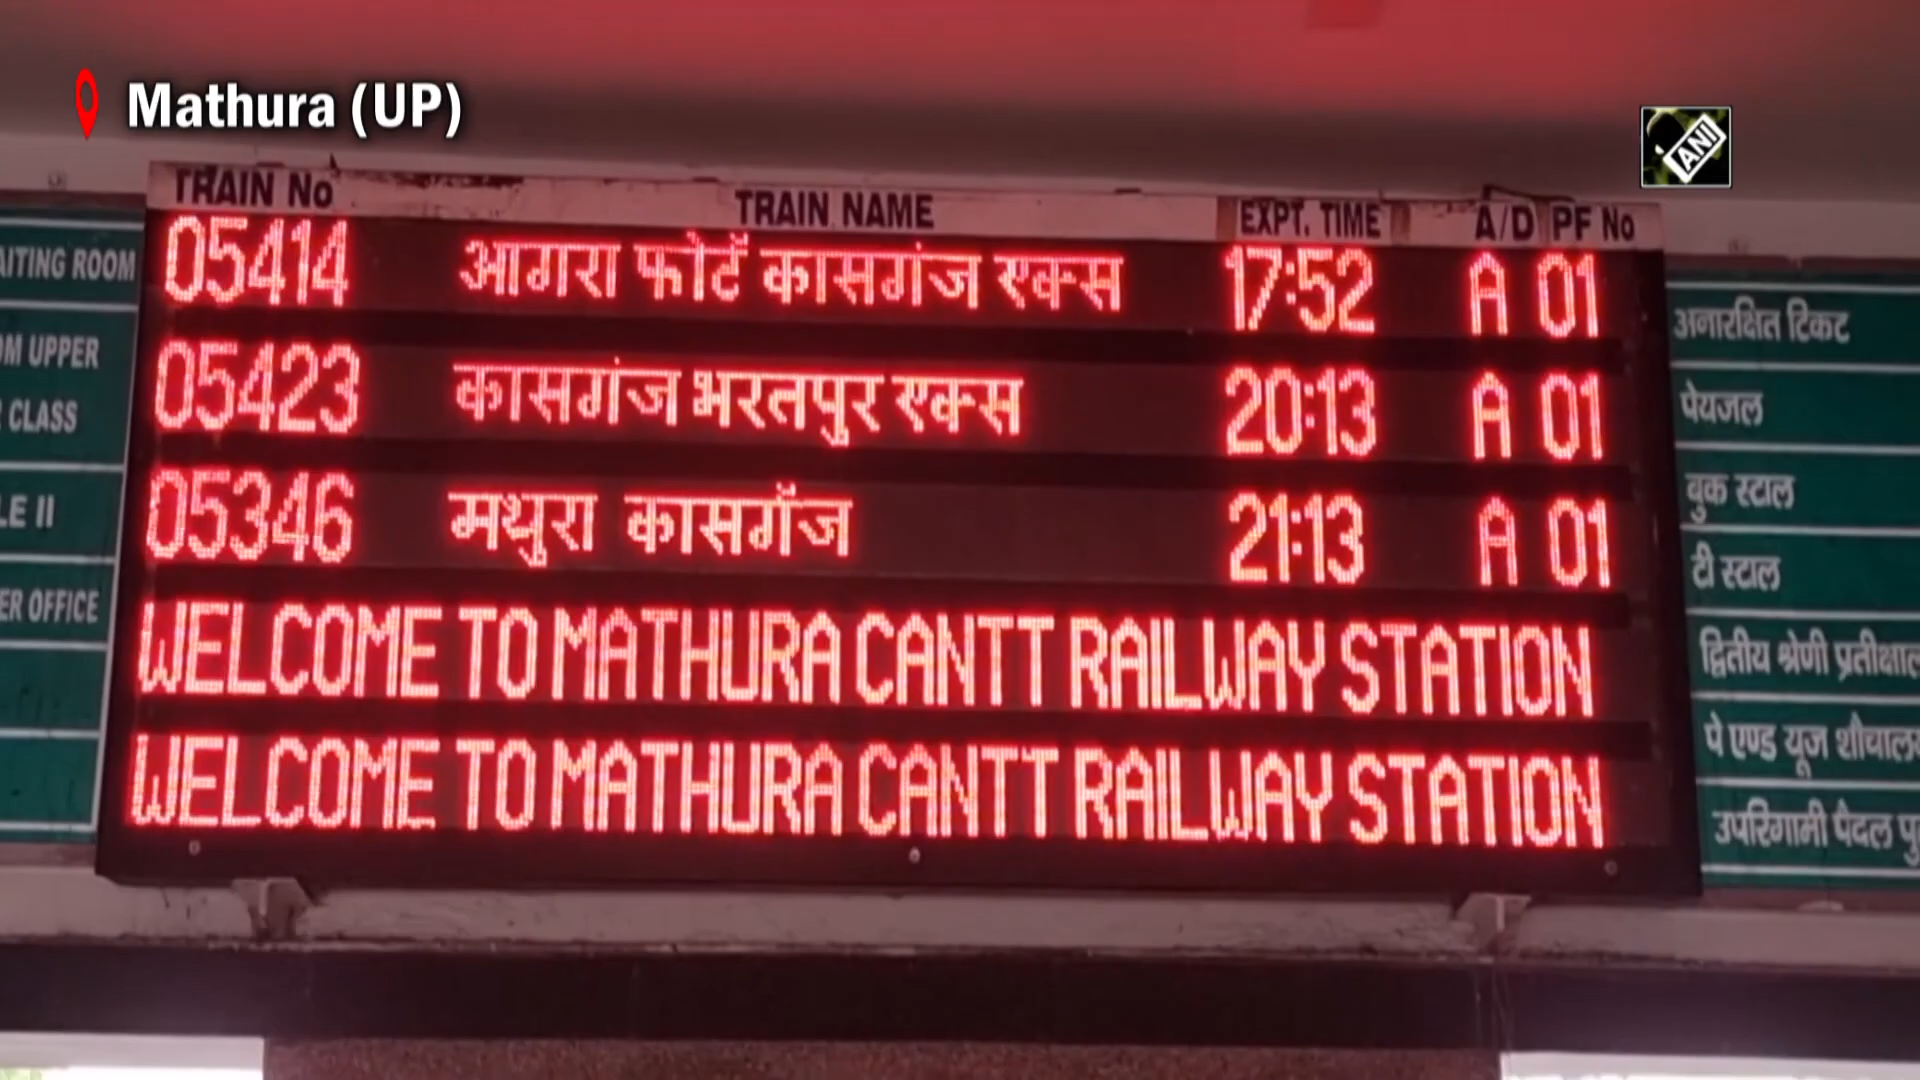 Mathura (UP)
ANI
TRAIN No TRAIN NAME EXPT. TIME A/D PF No
05414 आगरा फोर्ट कासगंज एक्स 17:52 A 01
05423 कासगंज भरतपुर एक्स 20:13 A 01
05346 मथुरा कासगॅज 21:13 A 01
WELCOME TO MATHURA CANTT RAILWAY STATION
WELCOME TO MATHURA CANTT RAILWAY STATION
AITING ROOM
OM UPPER
CLASS
LE II
ER OFFICE
अनारक्षित टिकट
पेयजल
बुक स्टाल
टी स्टाल
द्वितीय श्रेणी प्रतीक्षाल
पे एण्ड यूज शौचालय
उपरिगामी पैदल पु